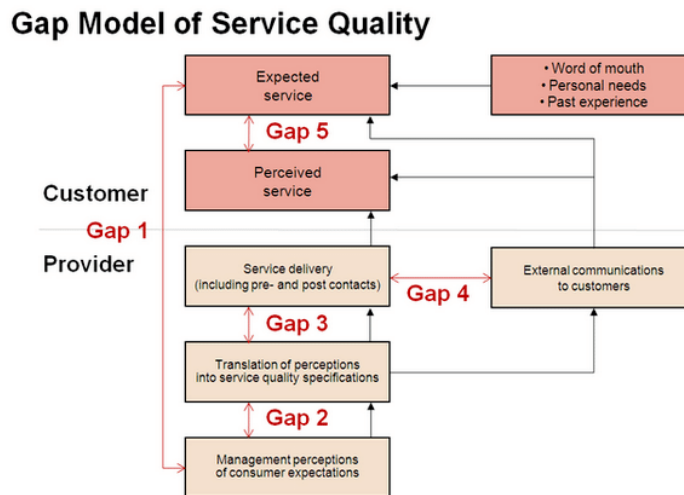 Gap Model of Service Quality
Expected
service
• Word of mouth
• Personal needs
• Past experience
Gap 5
Perceived
service
Customer
Gap 1
Provider
Service delivery
(including pre- and post contacts)
Gap 4
External communications
to customers
Gap 3
Translation of perceptions
into service quality specifications
Gap 2
Management perceptions
of consumer expectations